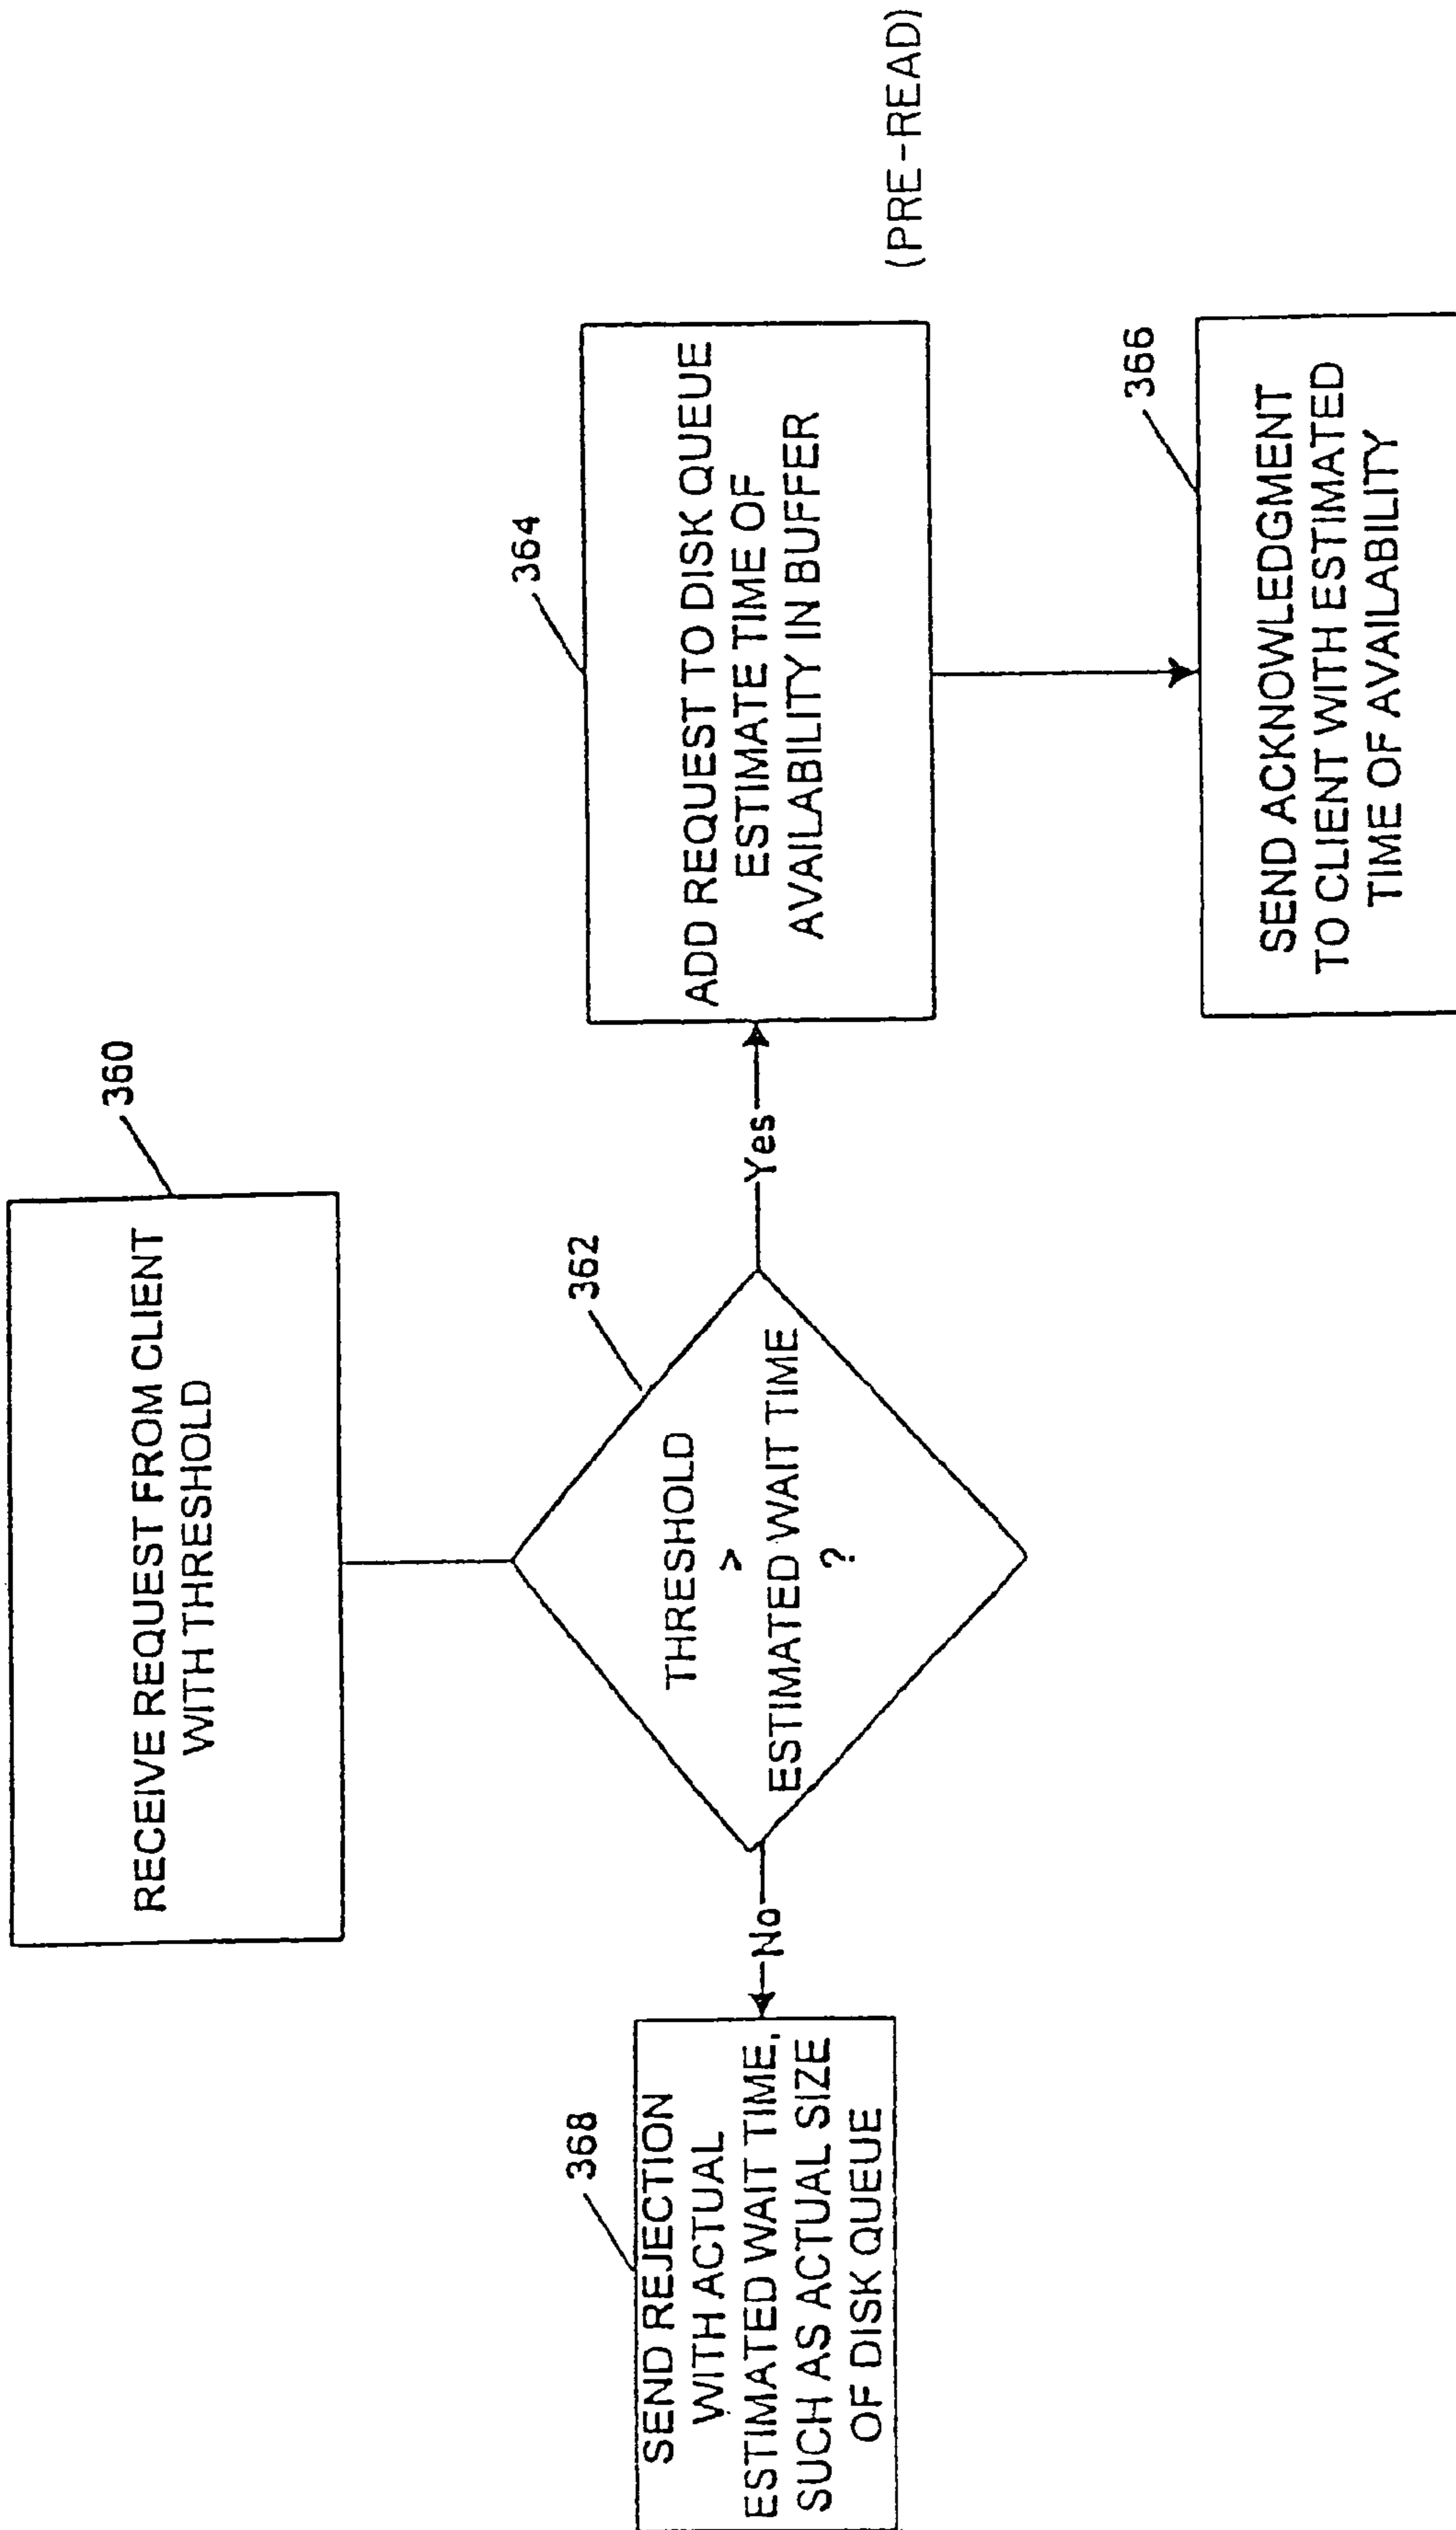 360
RECEIVE REQUEST FROM CLIENT
WITH THRESHOLD
362
THRESHOLD
>
ESTIMATED WAIT TIME
?
No
Yes
368
SEND REJECTION
WITH ACTUAL
ESTIMATED WAIT TIME,
SUCH AS ACTUAL SIZE
OF DISK QUEUE
364
ADD REQUEST TO DISK QUEUE
ESTIMATE TIME OF
AVAILABILITY IN BUFFER
(PRE-READ)
366
SEND ACKNOWLEDGMENT
TO CLIENT WITH ESTIMATED
TIME OF AVAILABILITY